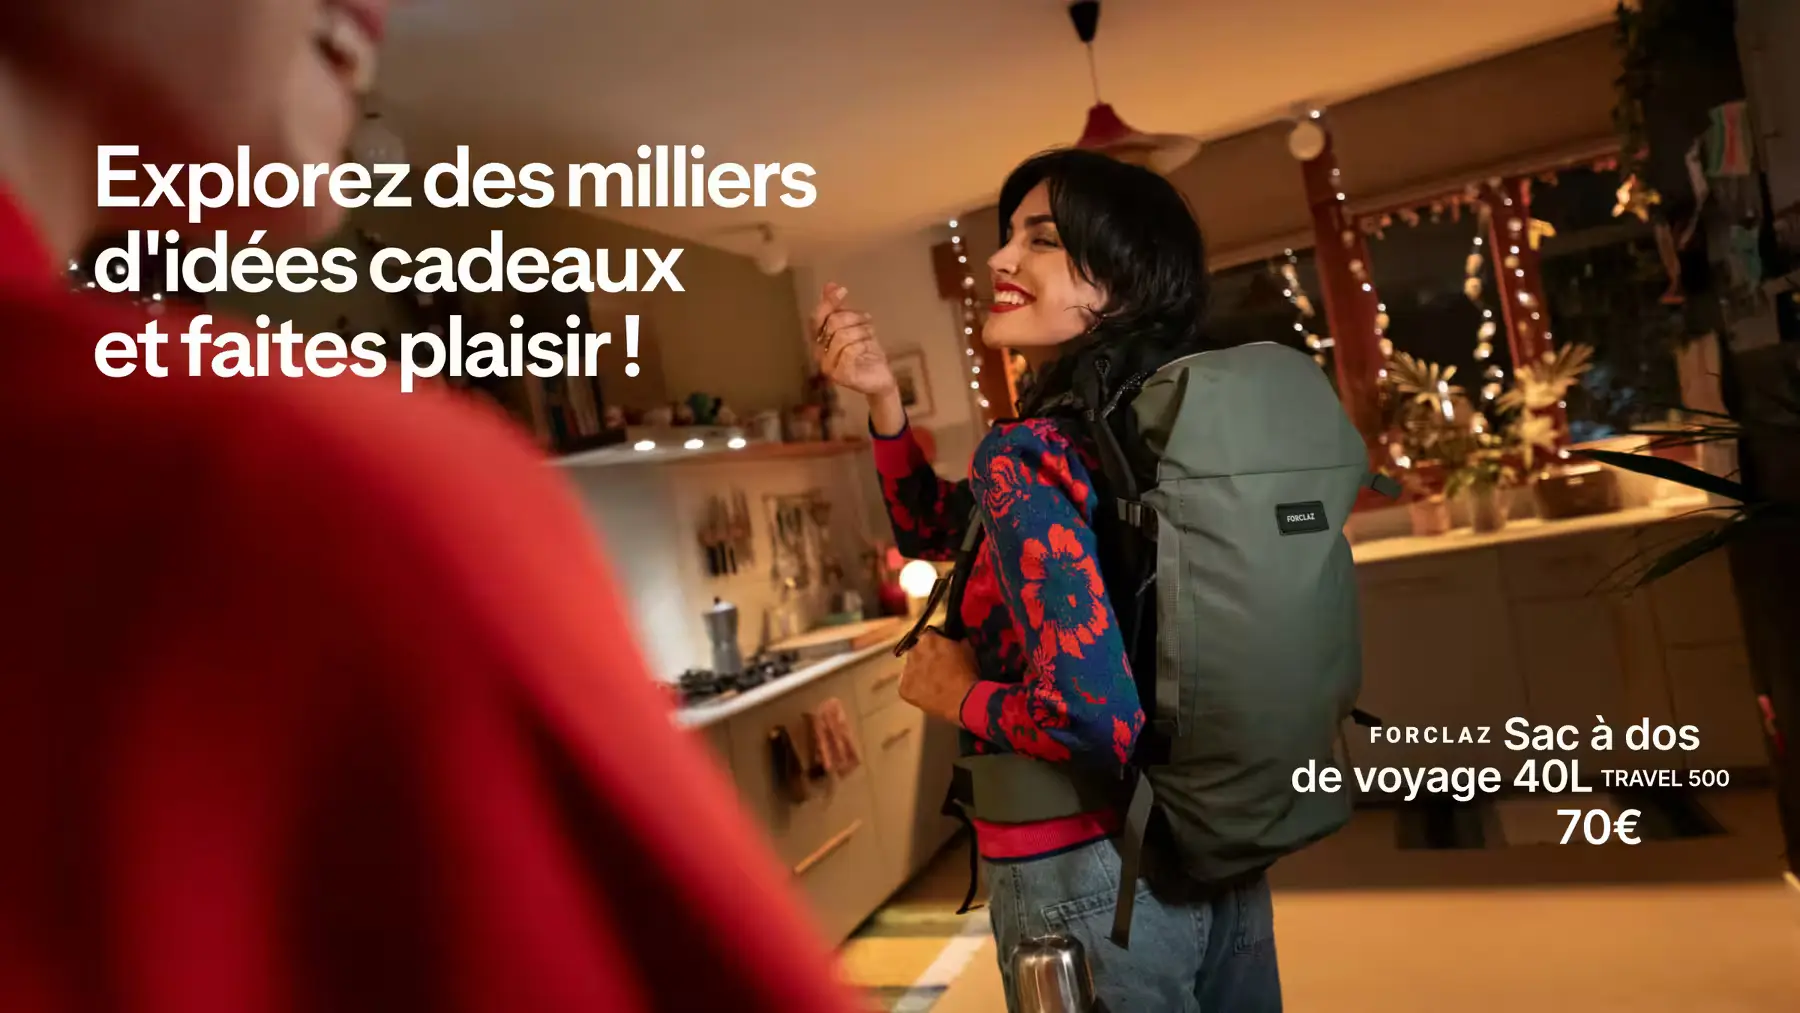 Explorez des milliers
d'idées cadeaux
et faites plaisir !
FORCLAZ
FORCLAZ Sac à dos
de voyage 40L TRAVEL 500
70€